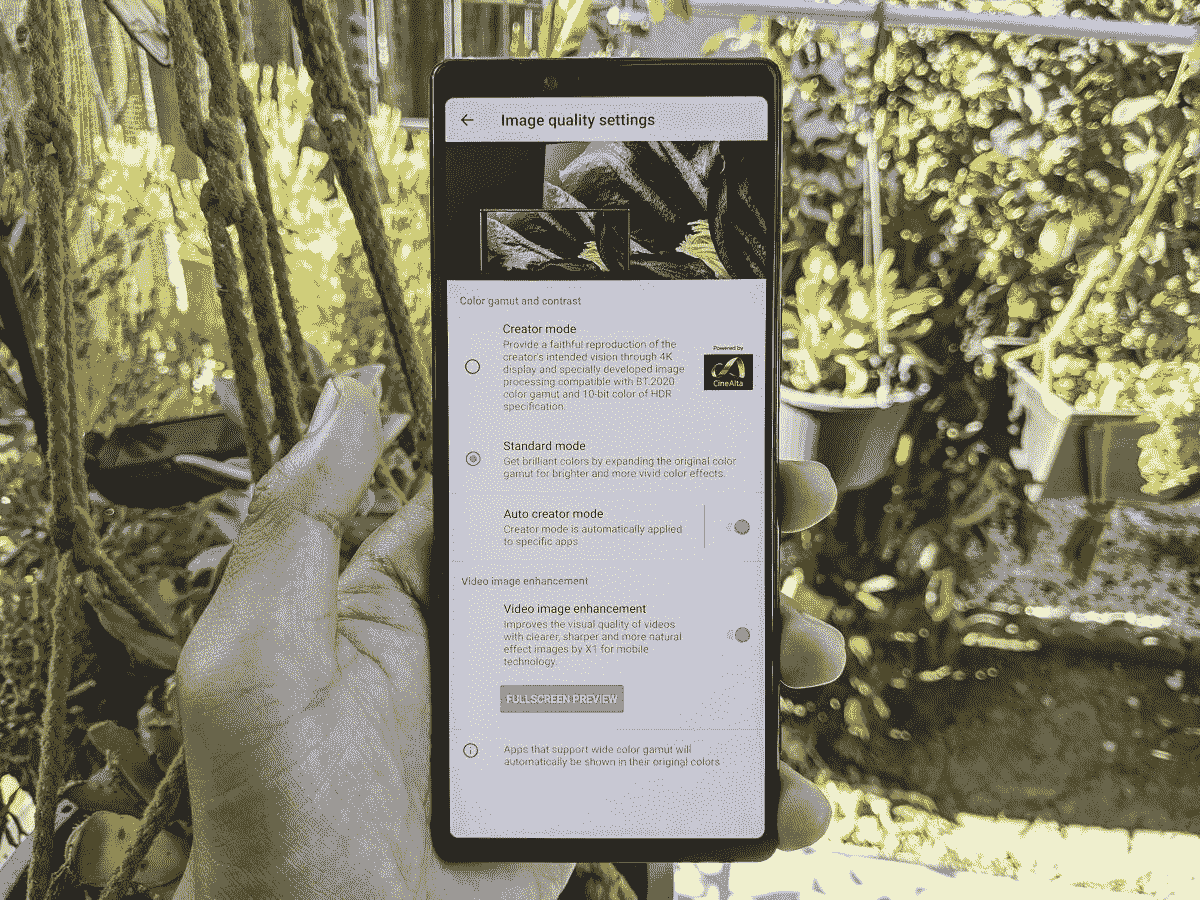 Image quality settings
Color gamut and contrast
Creator mode
Provide a faithful reproduction of the
creator's intended vision through 4K
display and specially developed image
processing compatible with BT.2020
color gamut and 10-bit color of HDR
specification.
Powered by
CineAlta
Standard mode
Get brilliant colors by expanding the original color
gamut for brighter and more vivid color effects.
Auto creator mode
Creator mode is automatically applied
to specific apps
Video image enhancement
Video image enhancement
Improves the visual quality of videos
with clearer, sharper and more natural
effect images by X1 for mobile
technology.
FULLSCREEN PREVIEW
Apps that support wide color gamut will
automatically be shown in their original colors